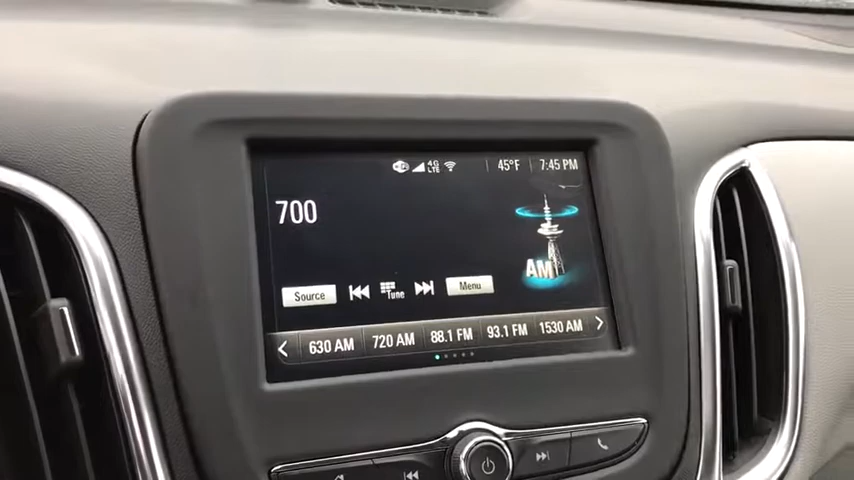 4G LTE 45°F 7:45 PM
700
AM
Source Tune Menu
630 AM 720 AM 88.1 FM 93.1 FM 1530 AM